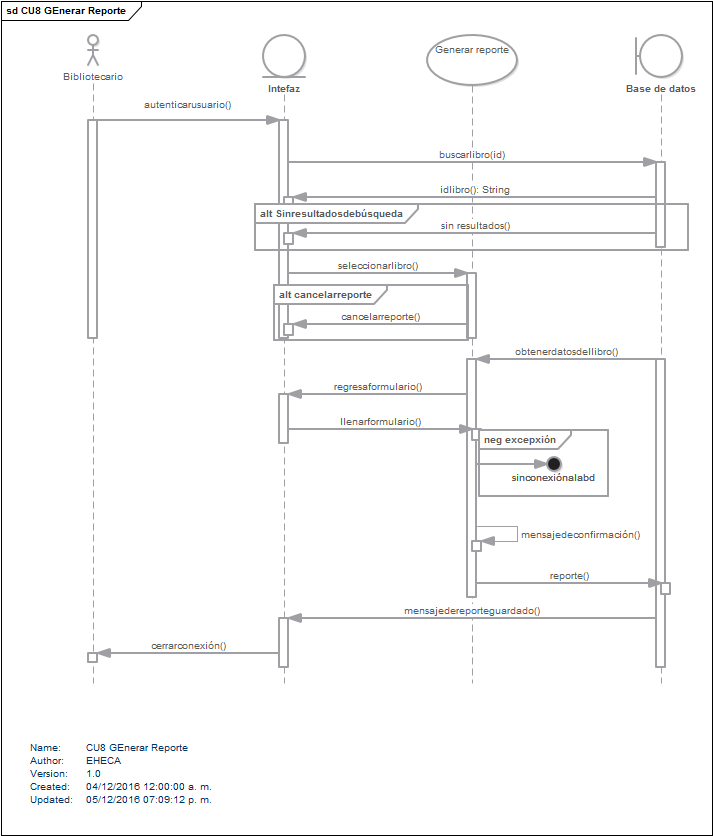 sd CU8 GEnerar Reporte
Bibliotecario
Intefaz
Generar reporte
Base de datos
autenticarusuario()
buscarlibro(id)
idlibro(): String
alt Sinresultadosdebúsqueda
sin resultados()
seleccionarlibro()
alt cancelarreporte
cancelarreporte()
obtenerdatosdellibro()
regresaformulario()
llenarformulario()
neg excepxión
sinconexiónalabd
mensajedeconfirmación()
reporte()
mensajedereporteguardado()
cerrarconexión()
Name: CU8 GEnerar Reporte
Author: EHECA
Version: 1.0
Created: 04/12/2016 12:00:00 a. m.
Updated: 05/12/2016 07:09:12 p. m.